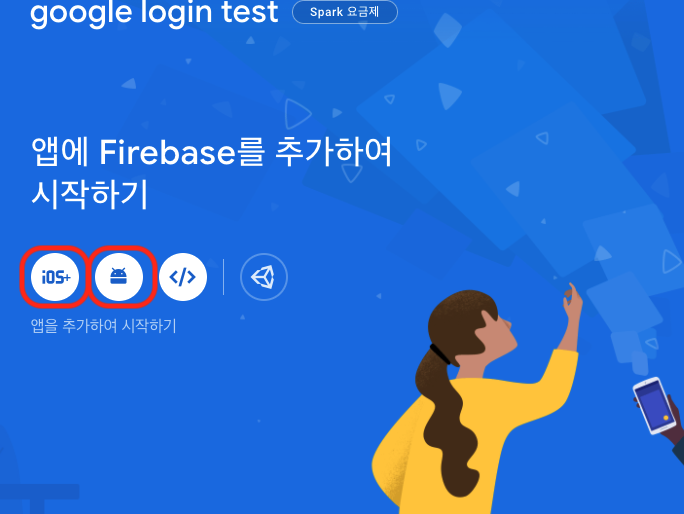 google login test
Spark 요금제
앱에 Firebase를 추가하여
시작하기
iOS+
</>
앱을 추가하여 시작하기